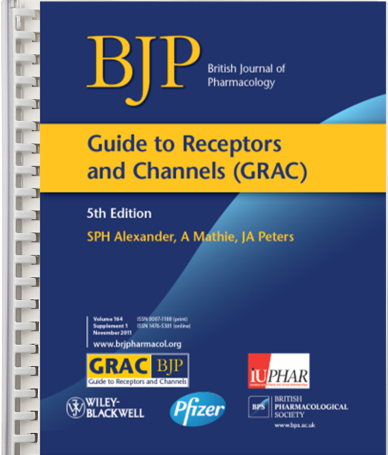 BJP
British Journal of
Pharmacology
Guide to Receptors
and Channels (GRAC)
5th Edition
SPH Alexander, A Mathie, JA Peters
Volume 164
Supplement 1
November 2011
ISSN 0007-1188 (print)
ISSN 1476-5381 (online)
www.brjpharmacol.org
GRAC BJP
Guide to Receptors and Channels
IUPHAR
WILEY-
BLACKWELL
Pfizer
BPS
BRITISH
PHARMACOLOGICAL
SOCIETY
www.bps.ac.uk